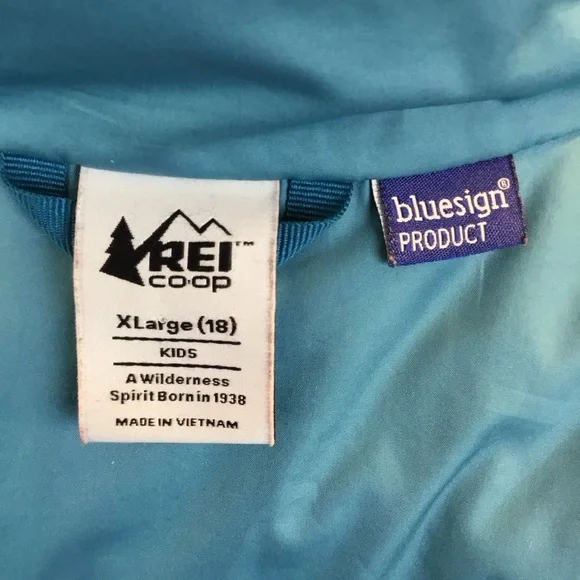 REI™
CO·OP
XLarge (18)
KIDS
A Wilderness
Spirit Born in 1938
MADE IN VIETNAM
bluesign®
PRODUCT